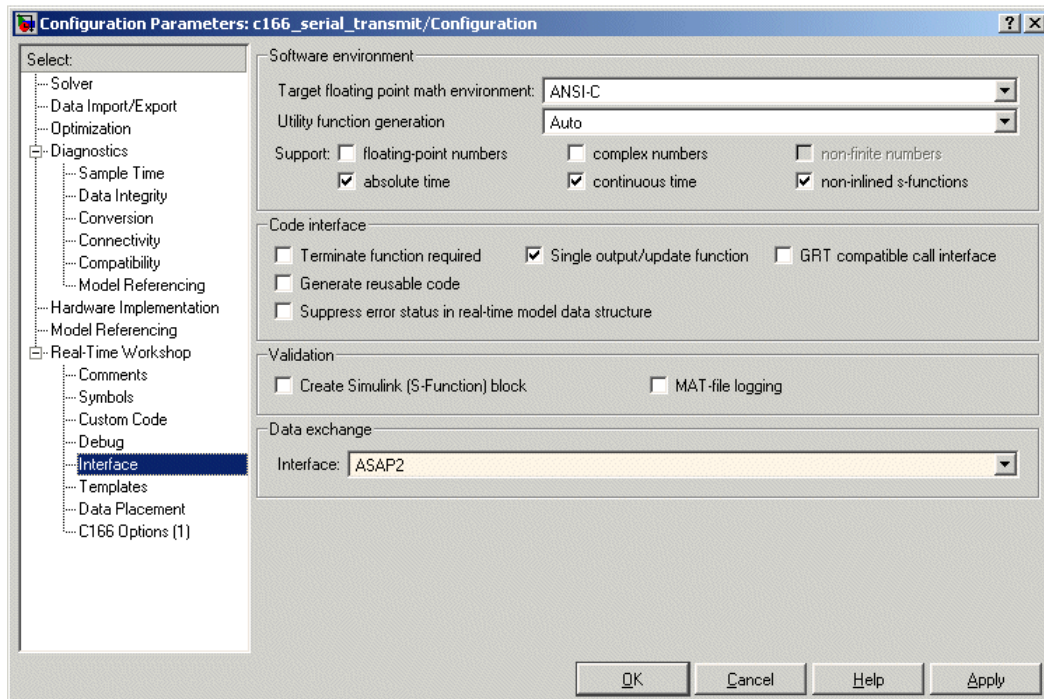 Configuration Parameters: c166_serial_transmit/Configuration
Select:
Solver
Data Import/Export
Optimization
Diagnostics
Sample Time
Data Integrity
Conversion
Connectivity
Compatibility
Model Referencing
Hardware Implementation
Model Referencing
Real-Time Workshop
Comments
Symbols
Custom Code
Debug
Interface
Templates
Data Placement
C166 Options (1)
Software environment
Target floating point math environment: ANSI-C
Utility function generation Auto
Support: floating-point numbers complex numbers non-finite numbers
absolute time continuous time non-inlined s-functions
Code interface
Terminate function required Single output/update function GRT compatible call interface
Generate reusable code
Suppress error status in real-time model data structure
Validation
Create Simulink (S-Function) block MAT-file logging
Data exchange
Interface: ASAP2
OK Cancel Help Apply